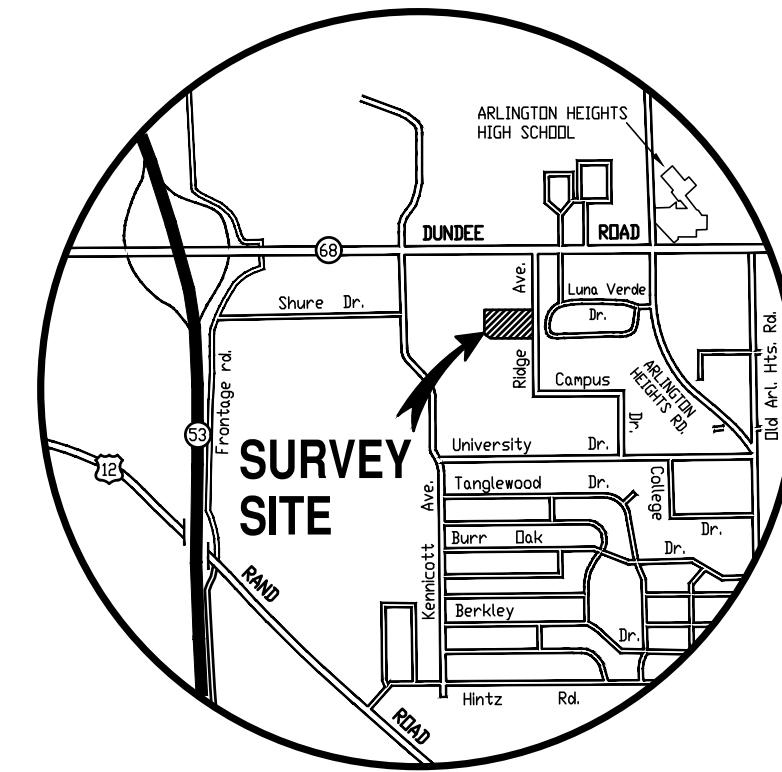 ARLINGTON HEIGHTS
HIGH SCHOOL
DUNDEE ROAD
68
Ave.
Luna Verde
Dr.
Shure Dr.
Ridge
Frontage rd.
Old Arl. Hts. Rd.
ARLINGTON
HEIGHTS RD.
Campus
Dr.
53
SURVEY
SITE
University Dr.
12
Tanglewood Dr.
College
Dr.
Kennicott Ave.
Burr Oak
Dr.
RAND
ROAD
Berkley
Dr.
Hintz Rd.